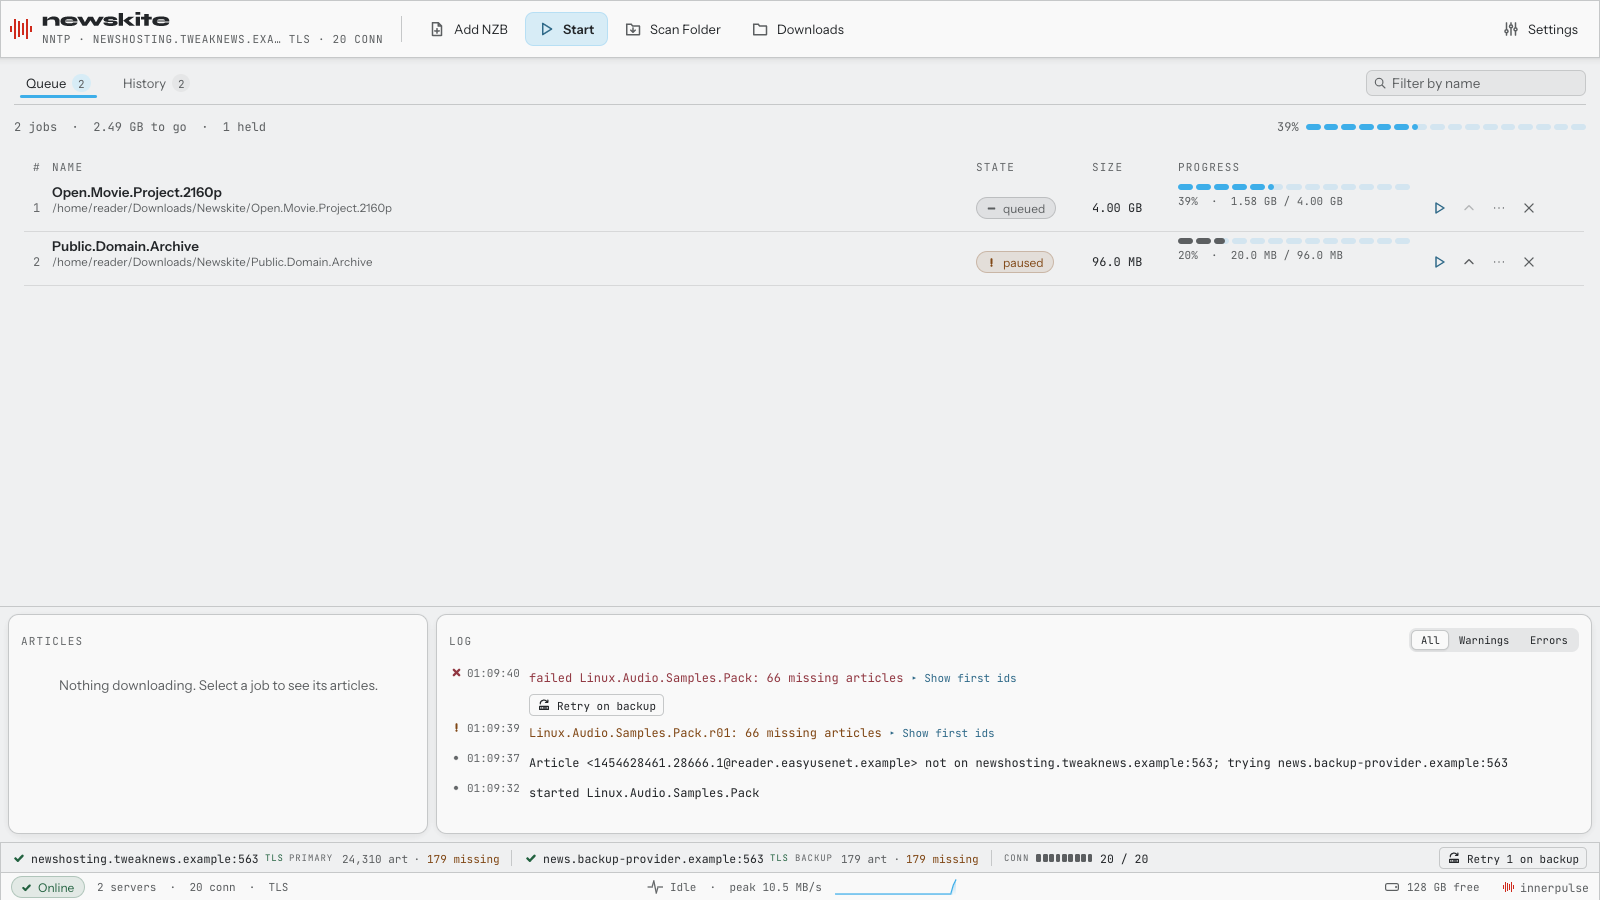 newskite
NNTP · NEWSHOSTING.TWEAKNEWS.EXA… TLS · 20 CONN
Add NZB
Start
Scan Folder
Downloads
Settings
Queue 2
History 2
Filter by name
2 jobs · 2.49 GB to go · 1 held
39%
# NAME STATE SIZE PROGRESS
Open.Movie.Project.2160p
1 /home/reader/Downloads/Newskite/Open.Movie.Project.2160p
queued
4.00 GB
39% · 1.58 GB / 4.00 GB
Public.Domain.Archive
2 /home/reader/Downloads/Newskite/Public.Domain.Archive
paused
96.0 MB
20% · 20.0 MB / 96.0 MB
ARTICLES
Nothing downloading. Select a job to see its articles.
LOG
All Warnings Errors
01:09:40 failed Linux.Audio.Samples.Pack: 66 missing articles ‣ Show first ids
Retry on backup
01:09:39 Linux.Audio.Samples.Pack.r01: 66 missing articles ‣ Show first ids
01:09:37 Article <1454628461.28666.1@reader.easyusenet.example> not on newshosting.tweaknews.example:563; trying news.backup-provider.example:563
01:09:32 started Linux.Audio.Samples.Pack
newshosting.tweaknews.example:563 TLS PRIMARY 24,310 art · 179 missing
news.backup-provider.example:563 TLS BACKUP 179 art · 179 missing
CONN 20 / 20
Retry 1 on backup
Online
2 servers · 20 conn · TLS
Idle · peak 10.5 MB/s
128 GB free
innerpulse